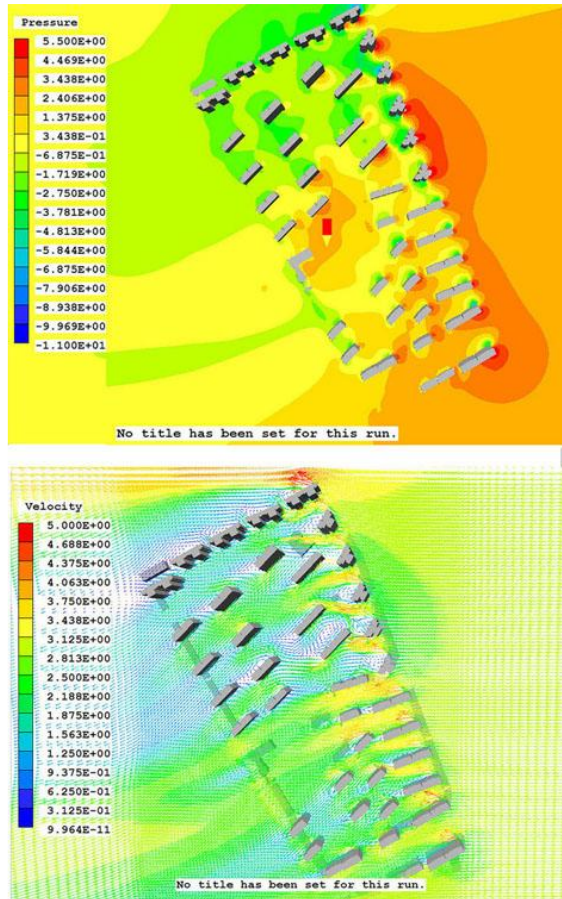 Pressure
5.500E+00
4.469E+00
3.438E+00
2.406E+00
1.375E+00
3.438E-01
-6.875E-01
-1.719E+00
-2.750E+00
-3.781E+00
-4.813E+00
-5.844E+00
-6.875E+00
-7.906E+00
-8.938E+00
-9.969E+00
-1.100E+01
No title has been set for this run.
Velocity
5.000E+00
4.688E+00
4.375E+00
4.063E+00
3.750E+00
3.438E+00
3.125E+00
2.813E+00
2.500E+00
2.188E+00
1.875E+00
1.563E+00
1.250E+00
9.375E-01
6.250E-01
3.125E-01
9.964E-11
No title has been set for this run.